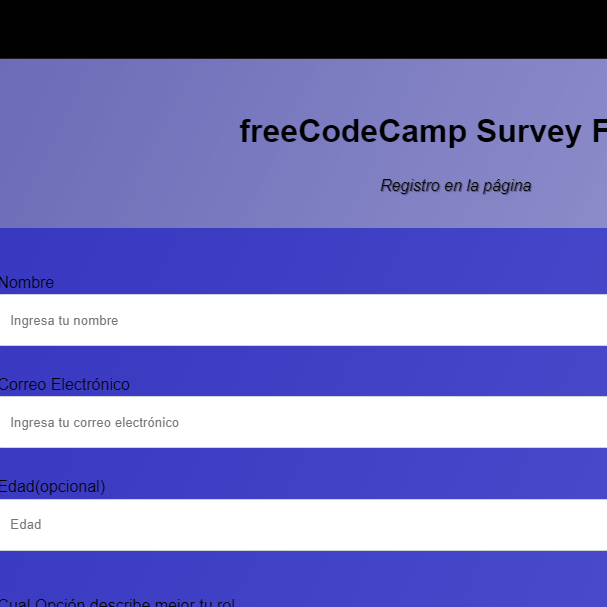 freeCodeCamp Survey F
Registro en la página
Nombre
Ingresa tu nombre
Correo Electrónico
Ingresa tu correo electrónico
Edad(opcional)
Edad
Cual Opción describe mejor tu rol